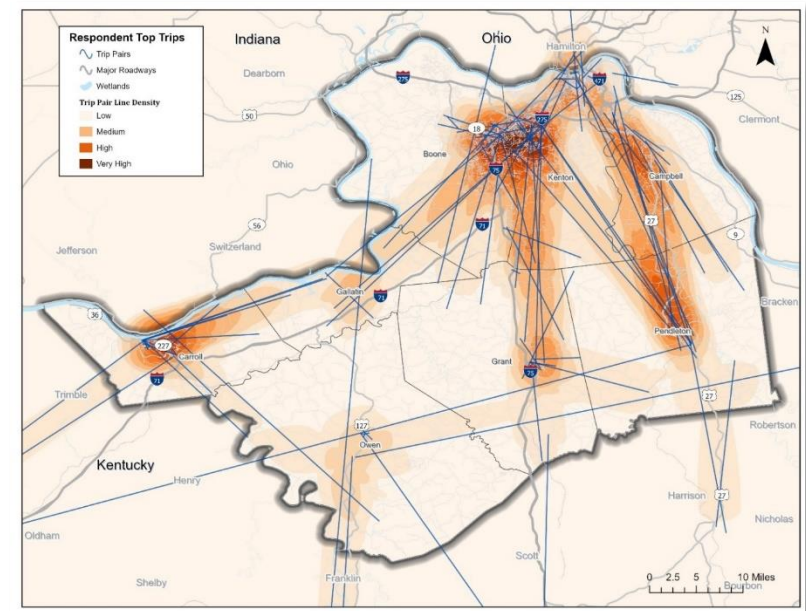 Respondent Top Trips
Trip Pairs
Major Roadways
Wetlands
Trip Pair Line Density
Low
Medium
High
Very High
Indiana
Ohio
N
Hamilton
Dearborn
275
471
50
275
125
Clermont
18
Ohio
Boone
75
Kenton
Campbell
56
71
27
Switzerland
9
Jefferson
Gallatin
71
Bracken
36
227
Pendleton
Carroll
Grant
75
71
Trimble
27
127
Robertson
Owen
Kentucky
Henry
Harrison
27
Nicholas
Oldham
Scott
Shelby
Franklin
0 2.5 5 10 Miles
Bourbon